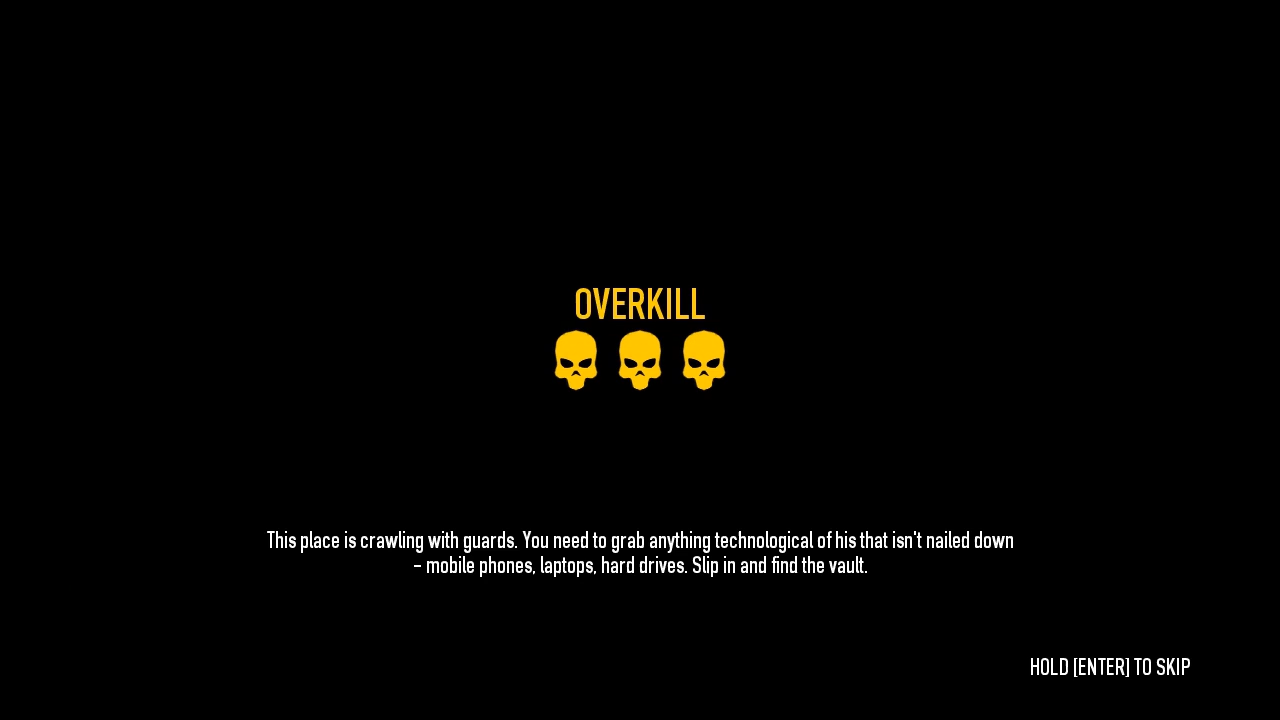 OVERKILL
This place is crawling with guards. You need to grab anything technological of his that isn't nailed down
- mobile phones, laptops, hard drives. Slip in and find the vault.
HOLD [ENTER] TO SKIP